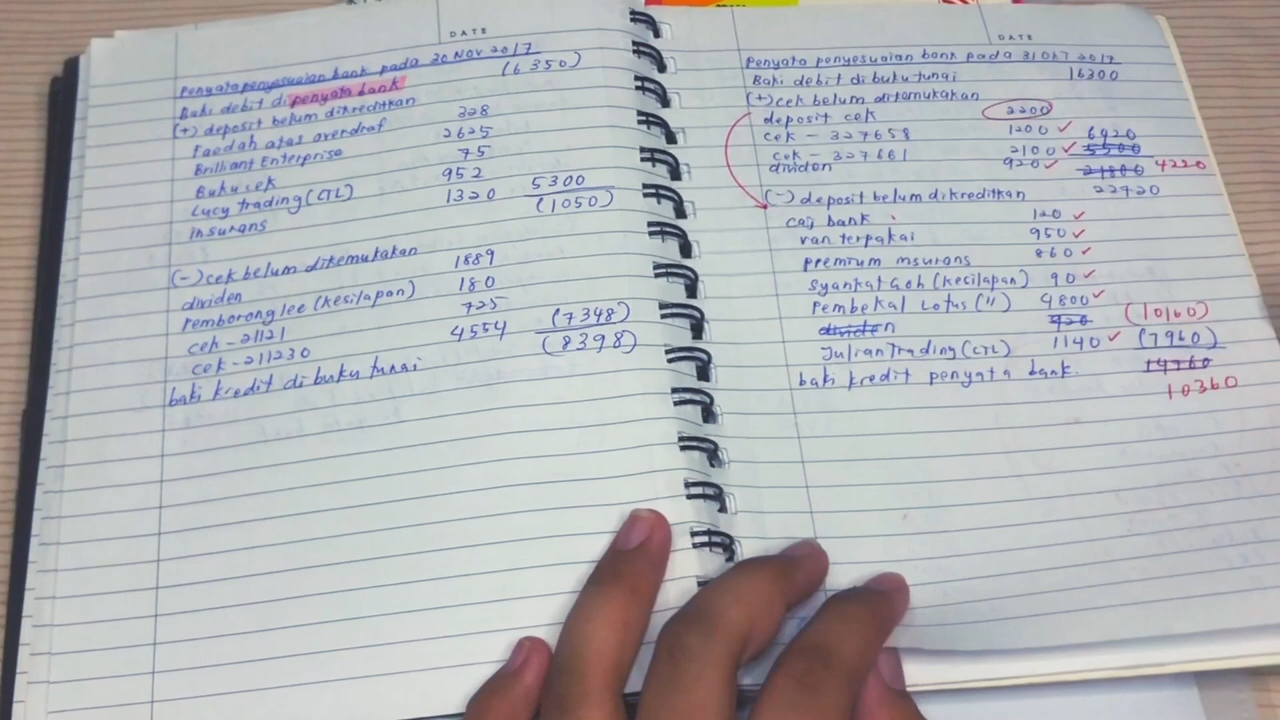 DATE
Penyata penyesuaian bank pada 30 NOV 2017
Baki debit di penyata bank (6350)
(+) deposit belum dikreditkan
Faedah atas overdraf 328
Brilliant Enterprise 2625
Buku cek 75
Lucy trading (CTL) 952
insurans 1320 5300
(1050)
(-) cek belum dikemukakan
dividen 1889
Pemborong lee (kesilapan) 180
cek - 21121 725
cek - 211230 4554 (7348)
baki kredit di buku tunai (8398)
DATE
Penyata penyesuaian bank pada 31 Okt 2017
Baki debit di buku tunai 16300
(+) cek belum ditemukakan
deposit cek 2200
cek - 327658 1200 ✓ 6920
cek - 327661 2100 ✓ 5500
dividen 920 ✓ 21800 4220
(-) deposit belum dikreditkan 22420
caj bank 120 ✓
van terpakai 950 ✓
premium insurans 860 ✓
Syarikat Goh (kecilapan) 90 ✓
Pembekal Lotus (") 4800 ✓
dividen 920 (10160)
Julian Trading (CTL) 1140 ✓ (7960)
baki kredit penyata bank. 14760
10360